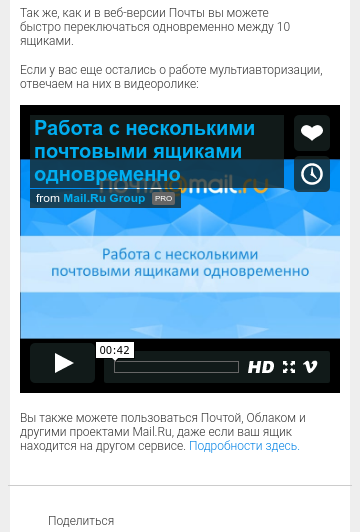 Так же, как и в веб-версии Почты вы можете
быстро переключаться одновременно между 10
ящиками.
Если у вас еще остались о работе мультиавторизации,
отвечаем на них в видеоролике:
Работа с несколькими
почтовыми ящиками
одновременно
почта@mail.ru
from Mail.Ru Group PRO
Работа с несколькими
почтовыми ящиками одновременно
00:42
HD
Вы также можете пользоваться Почтой, Облаком и
другими проектами Mail.Ru, даже если ваш ящик
находится на другом сервисе. Подробности здесь.
Поделиться